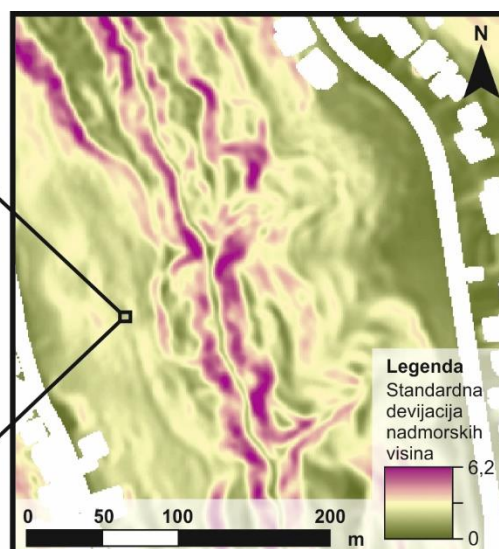 N
Legenda
Standardna
devijacija
nadmorskih
visina
6,2
0
0 50 100 200
m